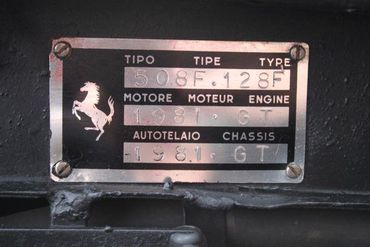 TIPO TIPE TYPE
508F·128F
MOTORE MOTEUR ENGINE
1981·GT
AUTOTELAIO CHASSIS
1981·GT